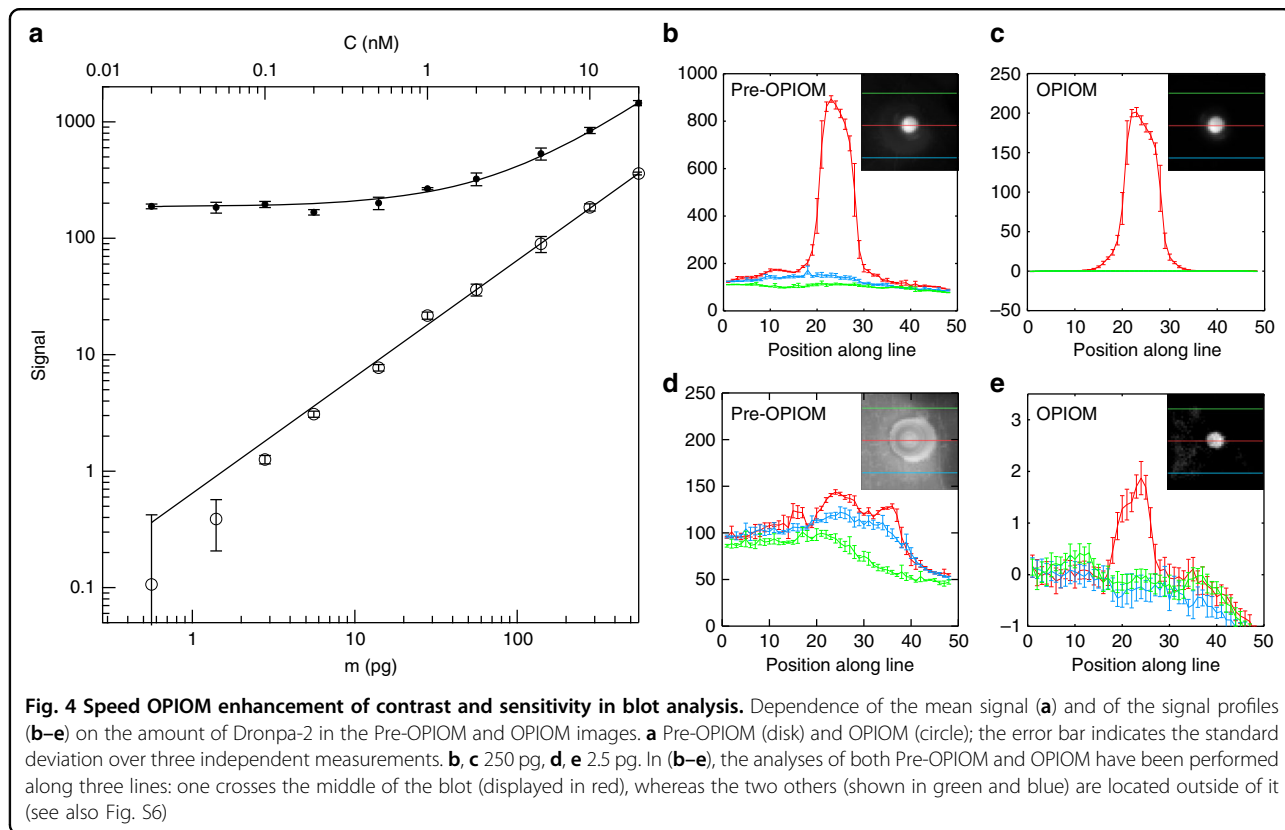 a
C (nM)
0.01 0.1 1 10
1000
100
10
1
0.1
Signal
1 10 100
m (pg)
b
Pre-OPIOM
1000
800
600
400
200
0
0 10 20 30 40 50
Position along line
c
OPIOM
250
200
150
100
50
0
−50
0 10 20 30 40 50
Position along line
d
Pre-OPIOM
250
200
150
100
50
0
0 10 20 30 40 50
Position along line
e
OPIOM
3
2
1
0
−1
0 10 20 30 40 50
Position along line
Fig. 4 Speed OPIOM enhancement of contrast and sensitivity in blot analysis. Dependence of the mean signal (a) and of the signal profiles
(b–e) on the amount of Dronpa-2 in the Pre-OPIOM and OPIOM images. a Pre-OPIOM (disk) and OPIOM (circle); the error bar indicates the standard
deviation over three independent measurements. b, c 250 pg, d, e 2.5 pg. In (b–e), the analyses of both Pre-OPIOM and OPIOM have been performed
along three lines: one crosses the middle of the blot (displayed in red), whereas the two others (shown in green and blue) are located outside of it
(see also Fig. S6)